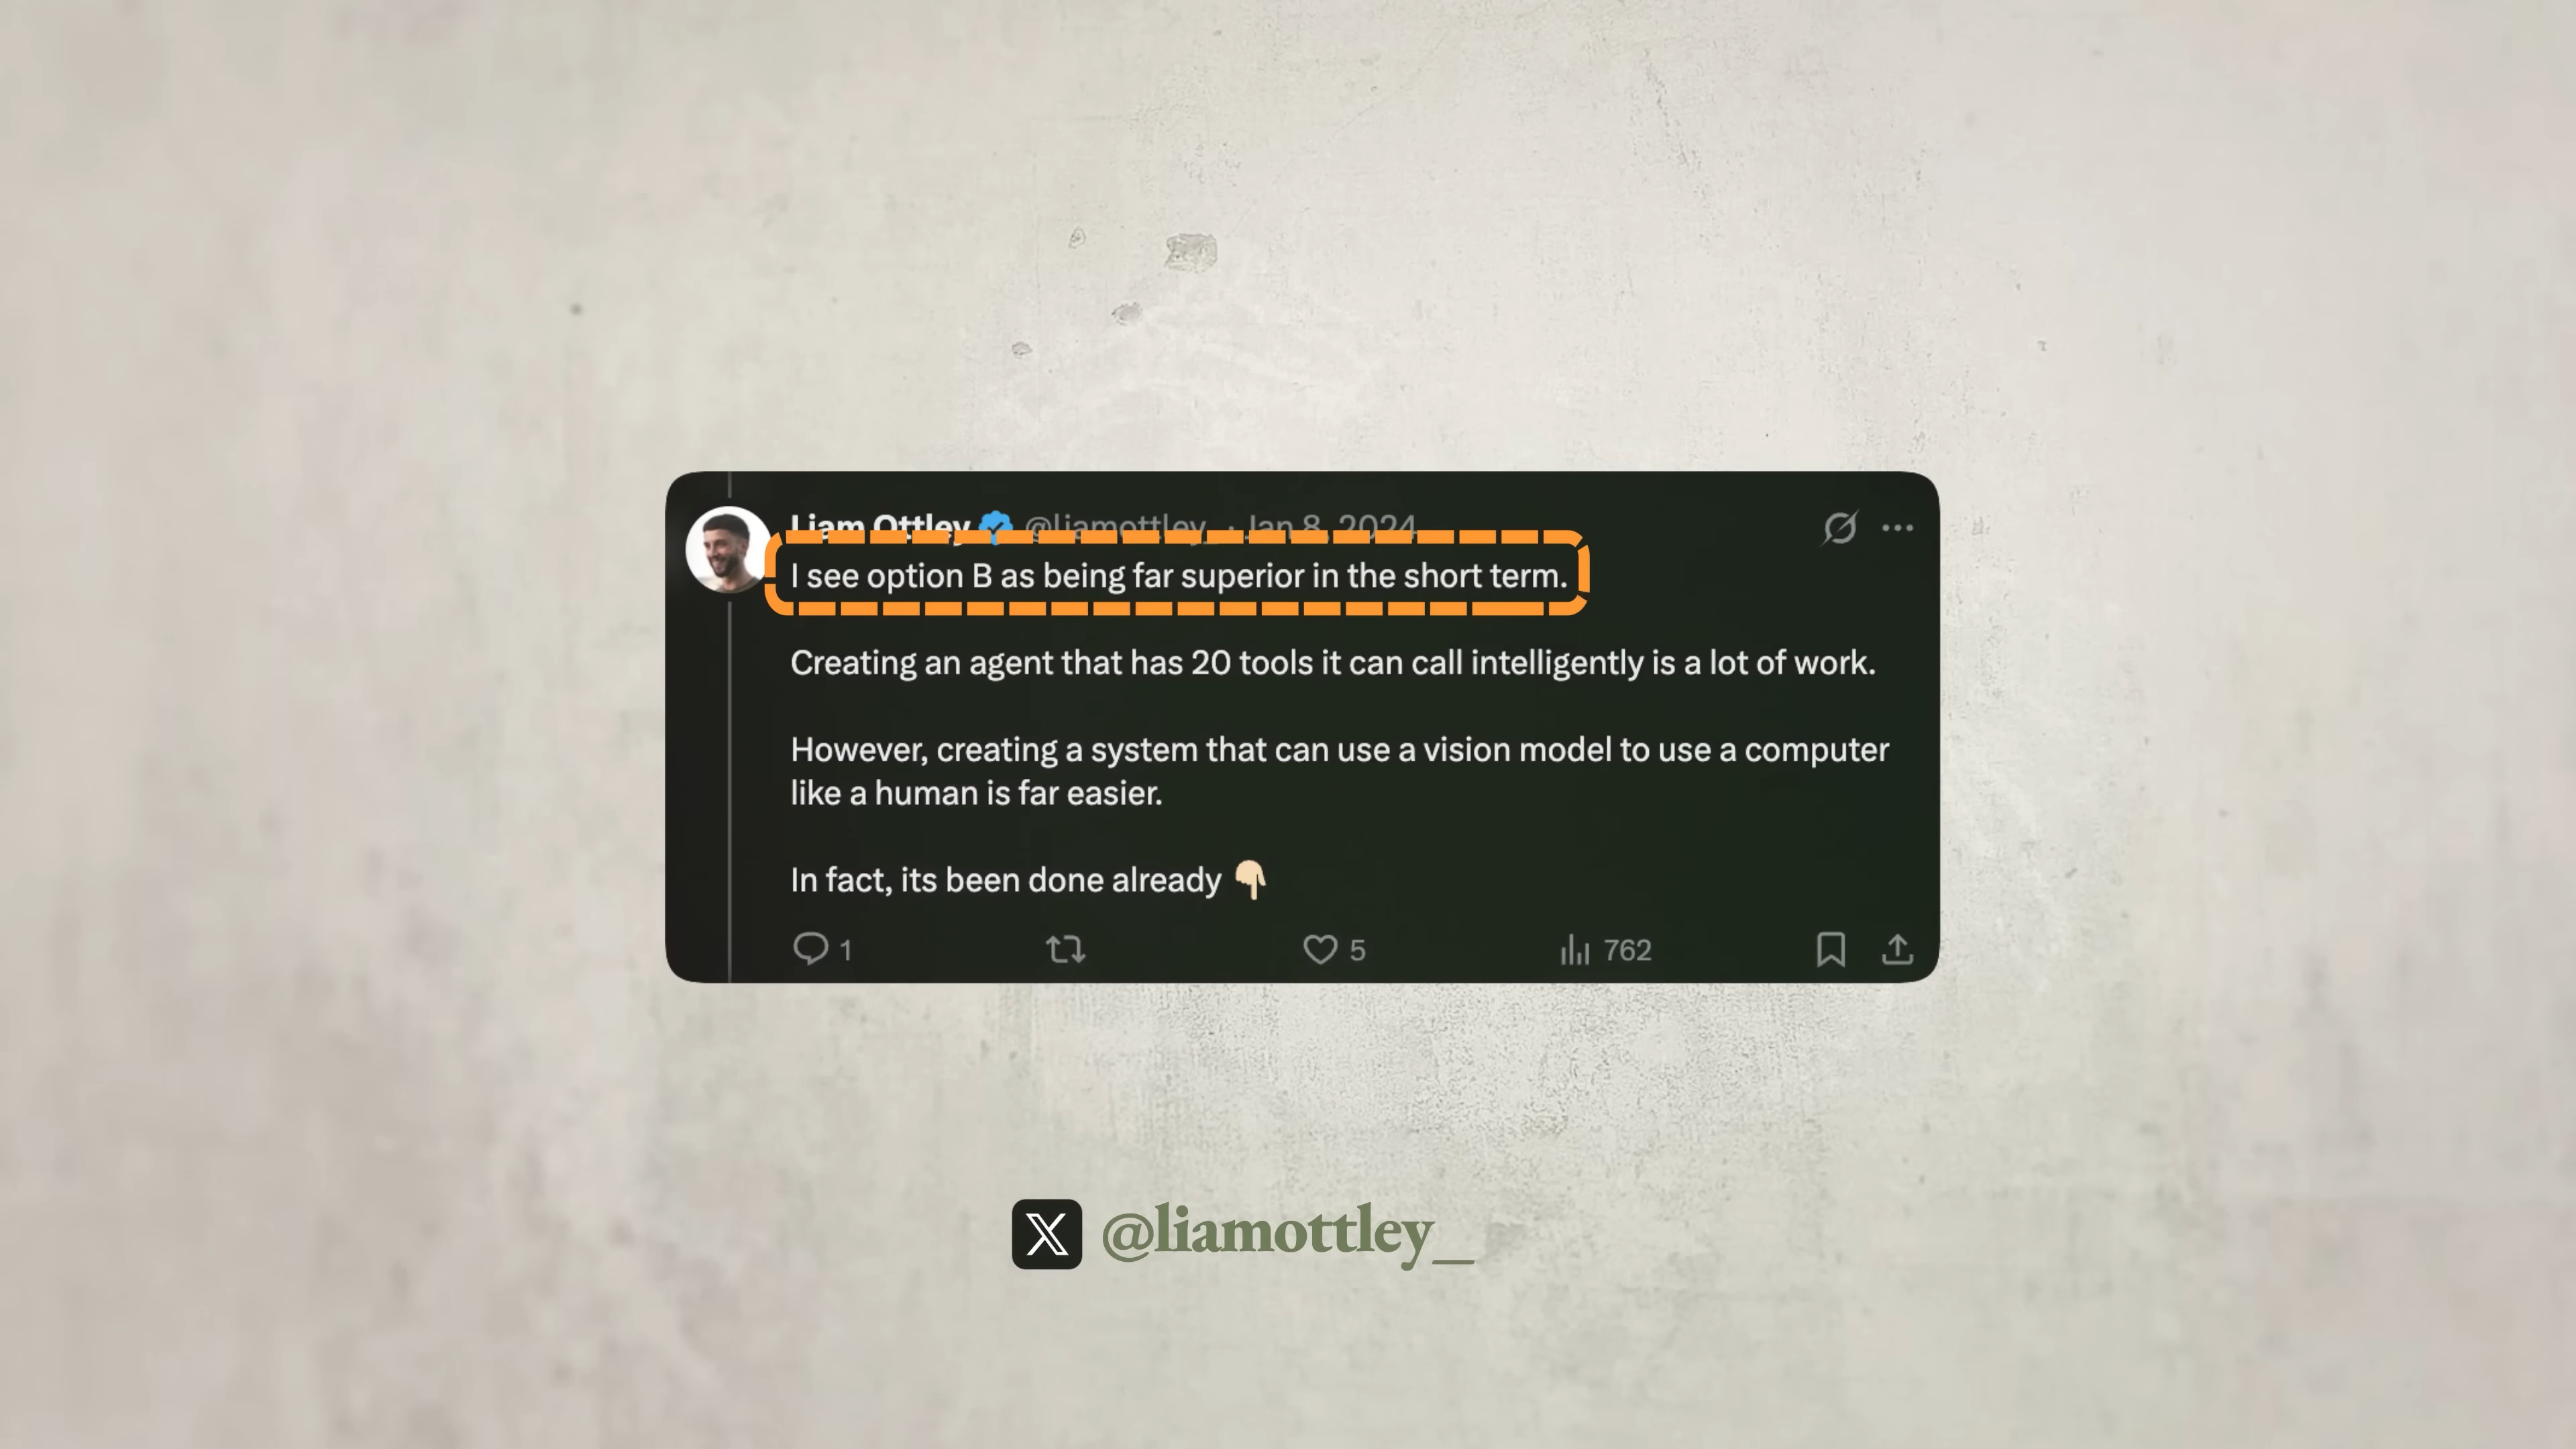 Liam Ottley @liamottley_ · Jan 8, 2024
I see option B as being far superior in the short term.
Creating an agent that has 20 tools it can call intelligently is a lot of work.
However, creating a system that can use a vision model to use a computer
like a human is far easier.
In fact, its been done already 👇🏼
1 5 762
@liamottley_